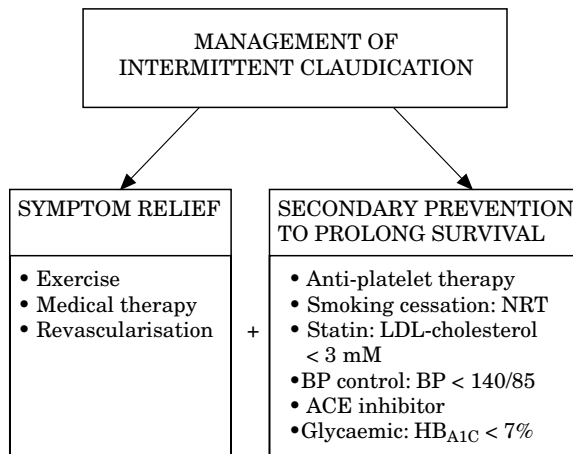 MANAGEMENT OF
INTERMITTENT CLAUDICATION
SYMPTOM RELIEF
• Exercise
• Medical therapy
• Revascularisation
+
SECONDARY PREVENTION
TO PROLONG SURVIVAL
• Anti-platelet therapy
• Smoking cessation: NRT
• Statin: LDL-cholesterol
< 3 mM
•BP control: BP < 140/85
• ACE inhibitor
•Glycaemic: HBA1C < 7%